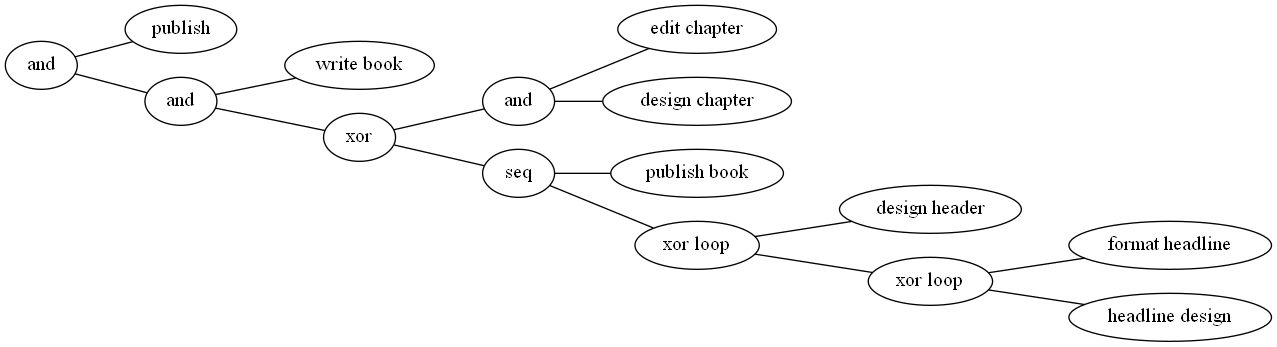 publish
edit chapter
and
write book
and
and
design chapter
xor
seq
publish book
design header
xor loop
format headline
xor loop
headline design